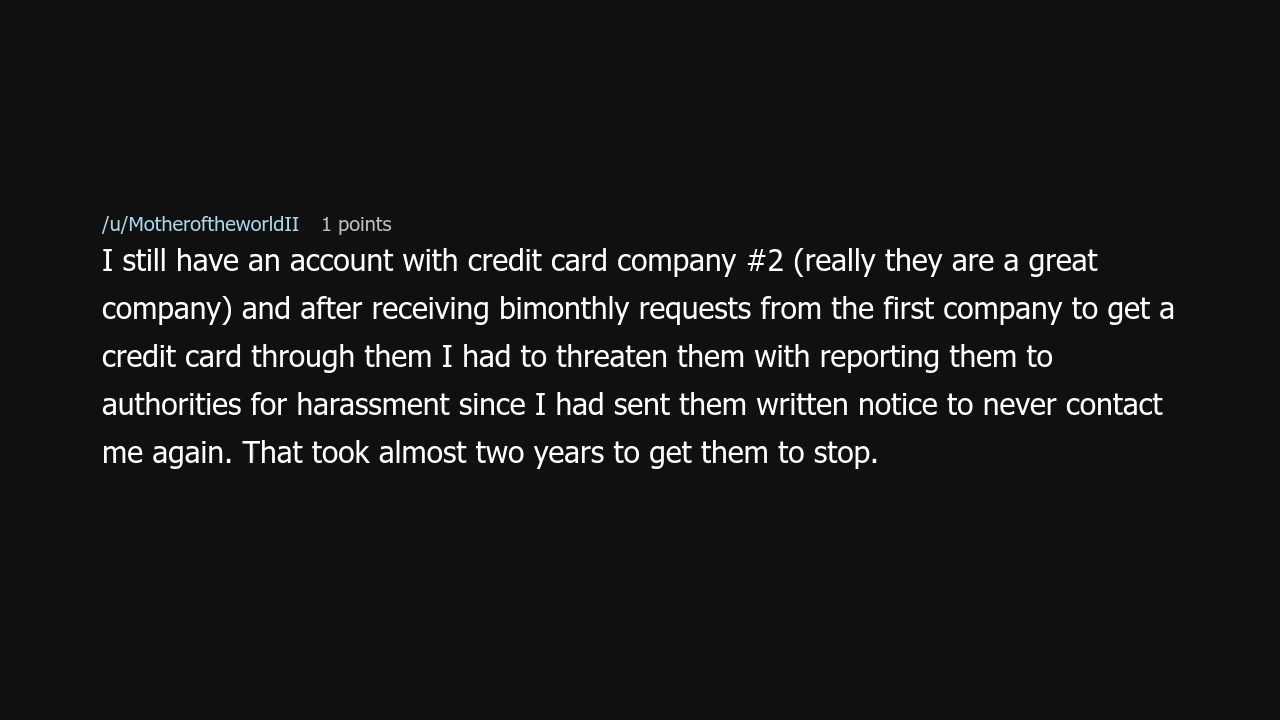 /u/MotheroftheworldII 1 points
I still have an account with credit card company #2 (really they are a great
company) and after receiving bimonthly requests from the first company to get a
credit card through them I had to threaten them with reporting them to
authorities for harassment since I had sent them written notice to never contact
me again. That took almost two years to get them to stop.